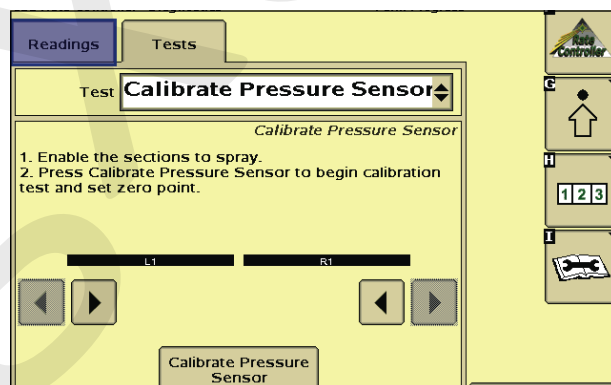 Readings
Tests
Rate
Controller
Test Calibrate Pressure Sensor
G
Calibrate Pressure Sensor
1. Enable the sections to spray.
2. Press Calibrate Pressure Sensor to begin calibration
test and set zero point.
H
1 2 3
I
L1
R1
Calibrate Pressure
Sensor